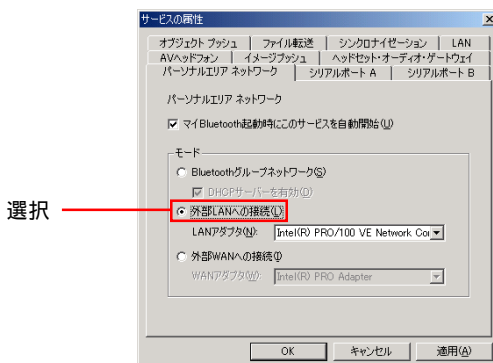 サービスの属性
オブジェクト プッシュ ファイル転送 シンクロナイゼーション LAN
AVヘッドフォン イメージプッシュ ヘッドセット・オーディオ・ゲートウェイ
パーソナルエリア ネットワーク シリアルポート A シリアルポート B
パーソナルエリア ネットワーク
マイBluetooth起動時にこのサービスを自動開始(U)
モード
Bluetoothグループネットワーク(S)
DHCPサーバーを有効(D)
選択
外部LANへの接続(L)
LANアダプタ(N): Intel(R) PRO/100 VE Network Co
外部WANへの接続(I)
WANアダプタ(W): Intel(R) PRO Adapter
OK キャンセル 適用(A)